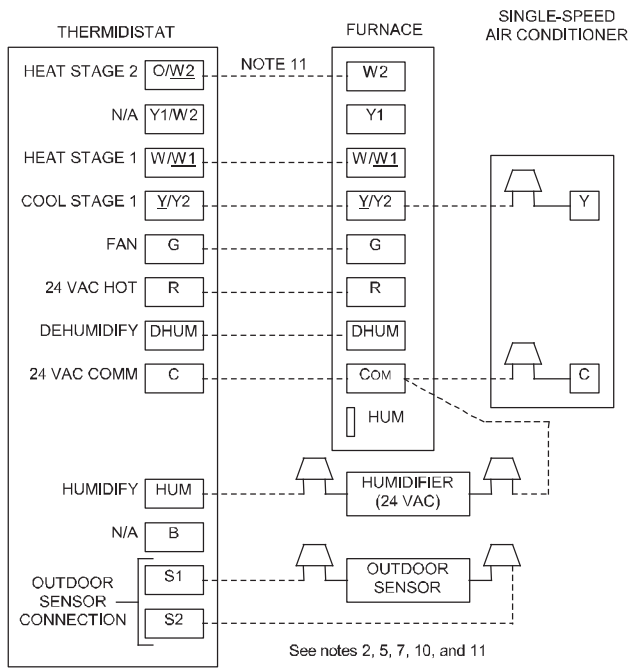 THERMIDISTAT
FURNACE
SINGLE-SPEED
AIR CONDITIONER
HEAT STAGE 2 O/W2 NOTE 11 W2
N/A Y1/W2 Y1
HEAT STAGE 1 W/W1 W/W1
COOL STAGE 1 Y/Y2 Y/Y2 Y
FAN G G
24 VAC HOT R R
DEHUMIDIFY DHUM DHUM
24 VAC COMM C COM C
HUM
HUMIDIFY HUM HUMIDIFIER
(24 VAC)
N/A B
OUTDOOR
SENSOR
CONNECTION
S1
S2
OUTDOOR
SENSOR
See notes 2, 5, 7, 10, and 11